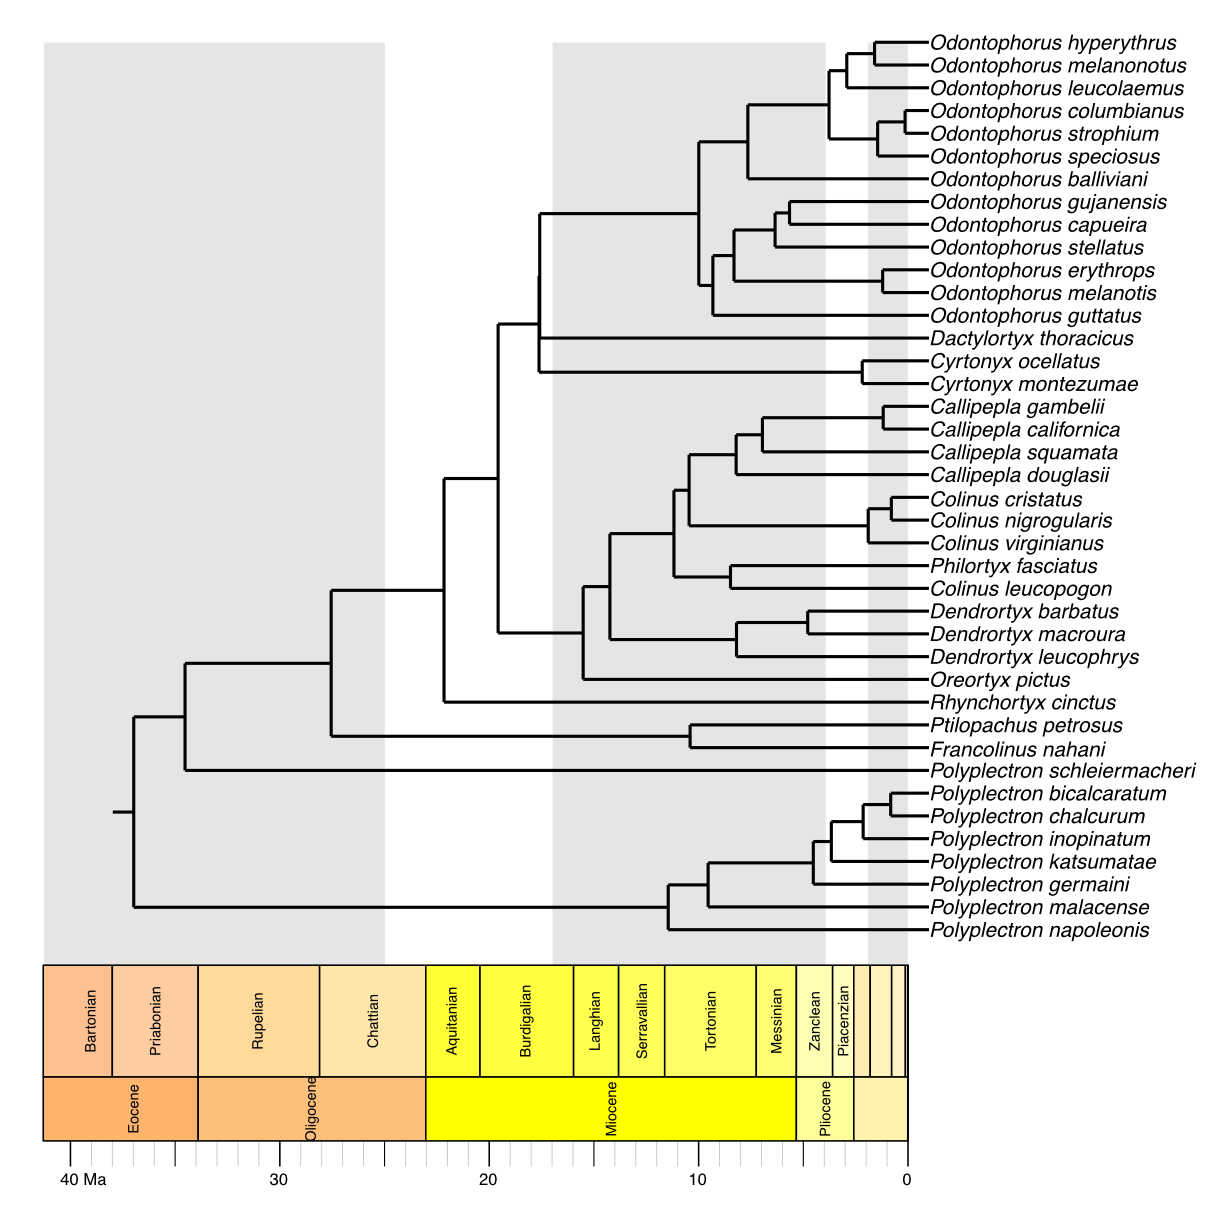 Odontophorus hyperythrus
Odontophorus melanonotus
Odontophorus leucolaemus
Odontophorus columbianus
Odontophorus strophium
Odontophorus speciosus
Odontophorus balliviani
Odontophorus gujanensis
Odontophorus capueira
Odontophorus stellatus
Odontophorus erythrops
Odontophorus melanotis
Odontophorus guttatus
Dactylortyx thoracicus
Cyrtonyx ocellatus
Cyrtonyx montezumae
Callipepla gambelii
Callipepla californica
Callipepla squamata
Callipepla douglasii
Colinus cristatus
Colinus nigrogularis
Colinus virginianus
Philortyx fasciatus
Colinus leucopogon
Dendrortyx barbatus
Dendrortyx macroura
Dendrortyx leucophrys
Oreortyx pictus
Rhynchortyx cinctus
Ptilopachus petrosus
Francolinus nahani
Polyplectron schleiermacheri
Polyplectron bicalcaratum
Polyplectron chalcurum
Polyplectron inopinatum
Polyplectron katsumatae
Polyplectron germaini
Polyplectron malacense
Polyplectron napoleonis
Bartonian
Priabonian
Rupelian
Chattian
Aquitanian
Burdigalian
Langhian
Serravallian
Tortonian
Messinian
Zanclean
Piacenzian
Eocene
Oligocene
Miocene
Pliocene
40 Ma
30
20
10
0